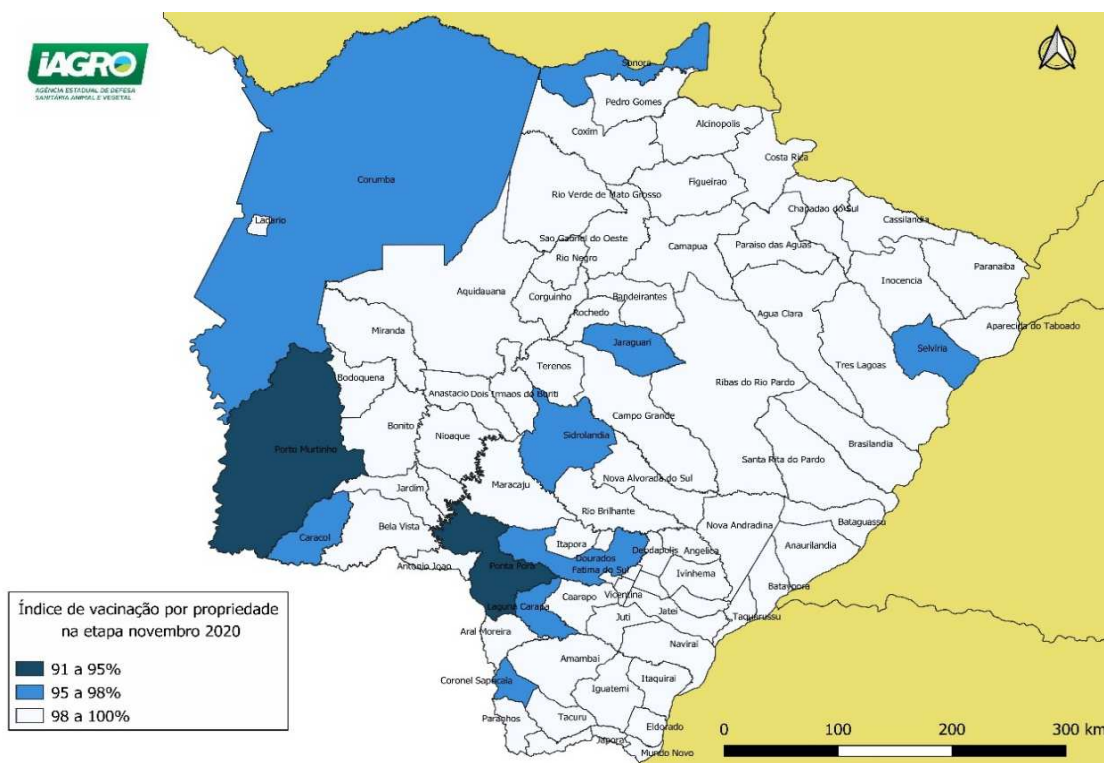 iAGRO
AGÊNCIA ESTADUAL DE DEFESA
SANITÁRIA ANIMAL E VEGETAL
Sonora
Pedro Gomes
Coxim
Alcinopolis
Costa Rica
Corumba
Figueirao
Rio Verde de Mato Grosso
Chapadao do Sul
Cassilandia
Ladario
Sao Gabriel do Oeste
Camapua
Paraiso das Aguas
Rio Negro
Paranaiba
Inocencia
Aquidauana
Corguinho
Bandeirantes
Rochedo
Agua Clara
Aparecida do Taboado
Miranda
Jaraguari
Selviria
Terenos
Tres Lagoas
Bodoquena
Ribas do Rio Pardo
Anastacio
Dois Irmaos do Buriti
Campo Grande
Bonito
Nioaque
Sidrolandia
Brasilandia
Porto Murtinho
Santa Rita do Pardo
Nova Alvorada do Sul
Jardim
Maracaju
Rio Brilhante
Bela Vista
Nova Andradina
Bataguassu
Caracol
Itapora
Anaurilandia
Deodapolis
Angelica
Dourados
Antonio Joao
Ponta Pora
Fatima do Sul
Ivinhema
Batayporа
Vicentina
Caarapo
Laguna Carapa
Jatei
Juti
Taquarussu
Aral Moreira
Navirai
Amambai
Coronel Sapucaia
Itaquirai
Iguatemi
Paranhos
Tacuru
Eldorado
Japora
Mundo Novo
Índice de vacinação por propriedade
na etapa novembro 2020
91 a 95%
95 a 98%
98 a 100%
0 100 200 300 km